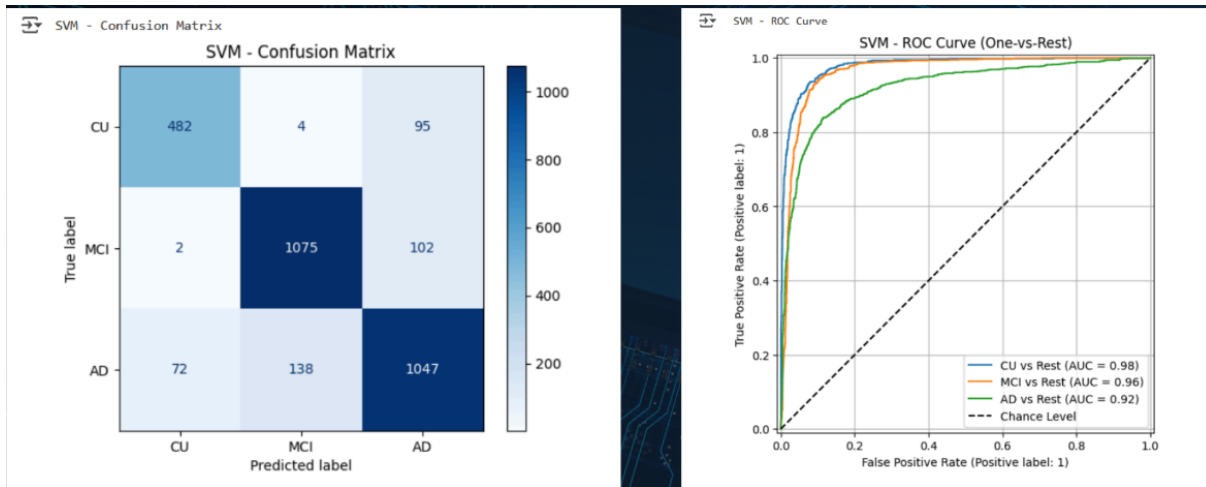 SVM - Confusion Matrix
SVM - Confusion Matrix
CU
MCI
AD
True label
482 4 95
2 1075 102
72 138 1047
CU MCI AD
Predicted label
1000
800
600
400
200
SVM - ROC Curve
SVM - ROC Curve (One-vs-Rest)
True Positive Rate (Positive label: 1)
1.0
0.8
0.6
0.4
0.2
0.0
CU vs Rest (AUC = 0.98)
MCI vs Rest (AUC = 0.96)
AD vs Rest (AUC = 0.92)
Chance Level
0.0 0.2 0.4 0.6 0.8 1.0
False Positive Rate (Positive label: 1)